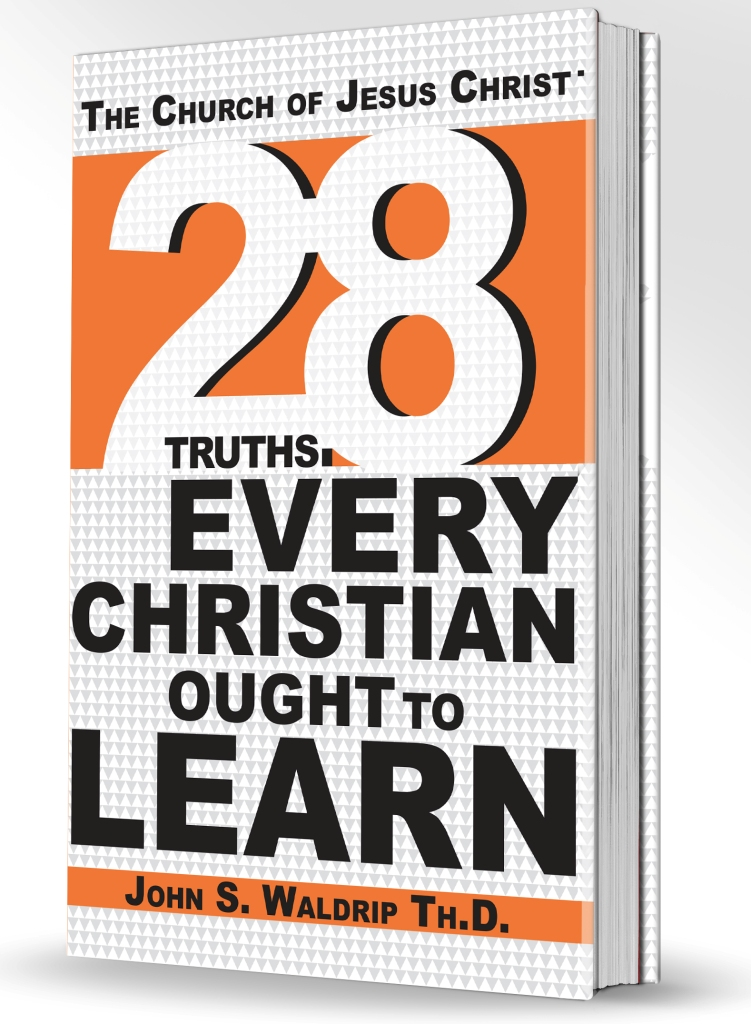 The Church of Jesus Christ:
28
TRUTHS.
EVERY
CHRISTIAN
OUGHT TO
LEARN
John S. Waldrip Th.D.